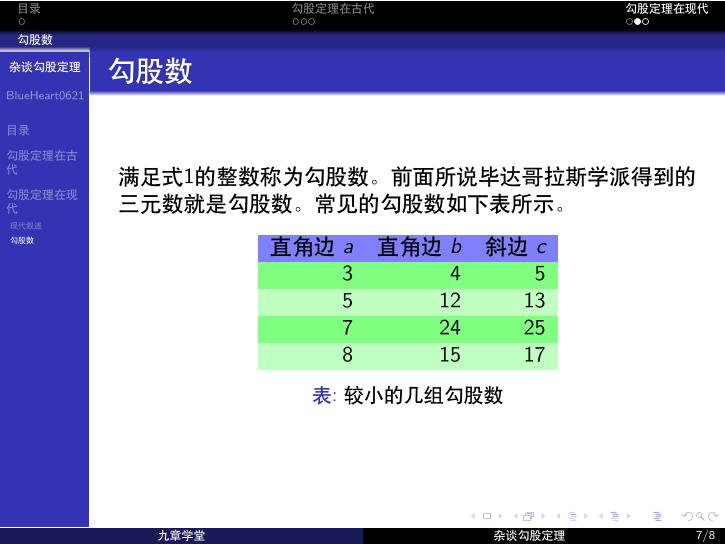 目录 勾股定理在古代 勾股定理在现代
勾股数
杂谈勾股定理
BlueHeart0621
目录
勾股定理在古
代
勾股定理在现
代
现代叙述
勾股数
勾股数
满足式1的整数称为勾股数。前面所说毕达哥拉斯学派得到的
三元数就是勾股数。常见的勾股数如下表所示。
直角边 a 直角边 b 斜边 c
3 4 5
5 12 13
7 24 25
8 15 17
表: 较小的几组勾股数
九章学堂 杂谈勾股定理 7/8